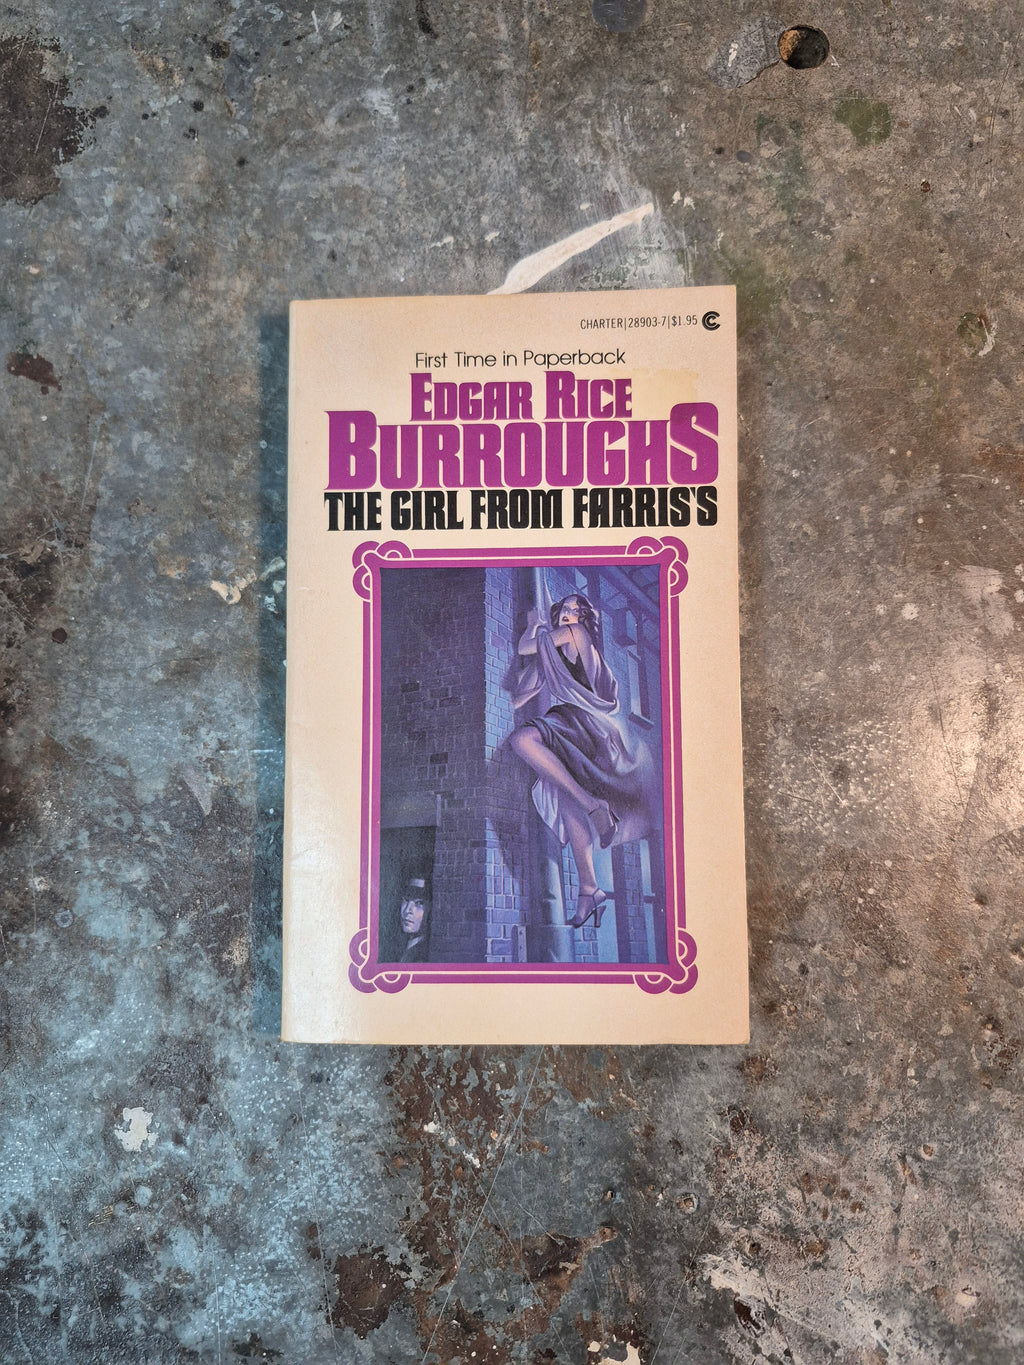 CHARTER|28903-7|$1.95
First Time in Paperback
EDGAR RICE
BURROUGHS
THE GIRL FROM FARRIS'S